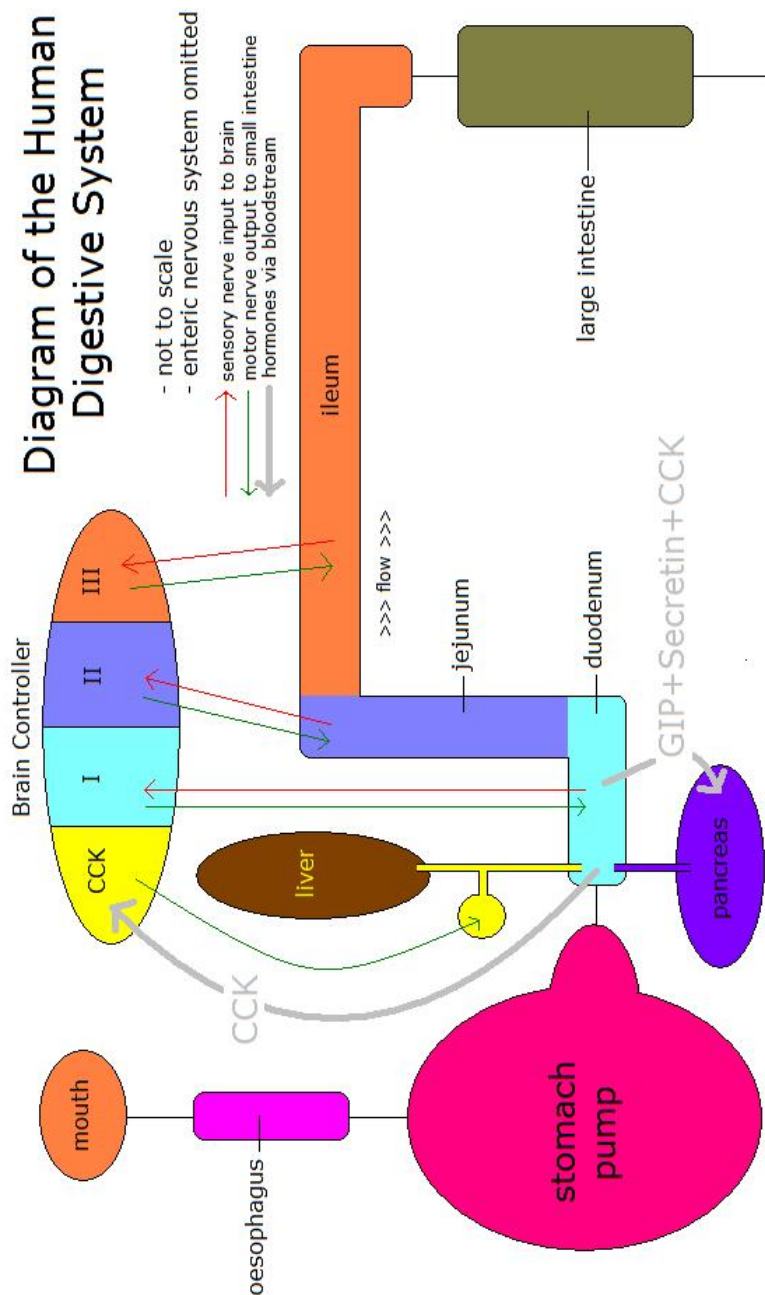 Diagram of the Human
Digestive System
- not to scale
- enteric nervous system omitted
sensory nerve input to brain
motor nerve output to small intestine
hormones via bloodstream
Brain Controller
CCK
I
II
III
mouth
CCK
liver
ileum
oesophagus
>>> flow >>>
jejunum
large intestine
stomach
pump
duodenum
GIP+Secretin+CCK
pancreas